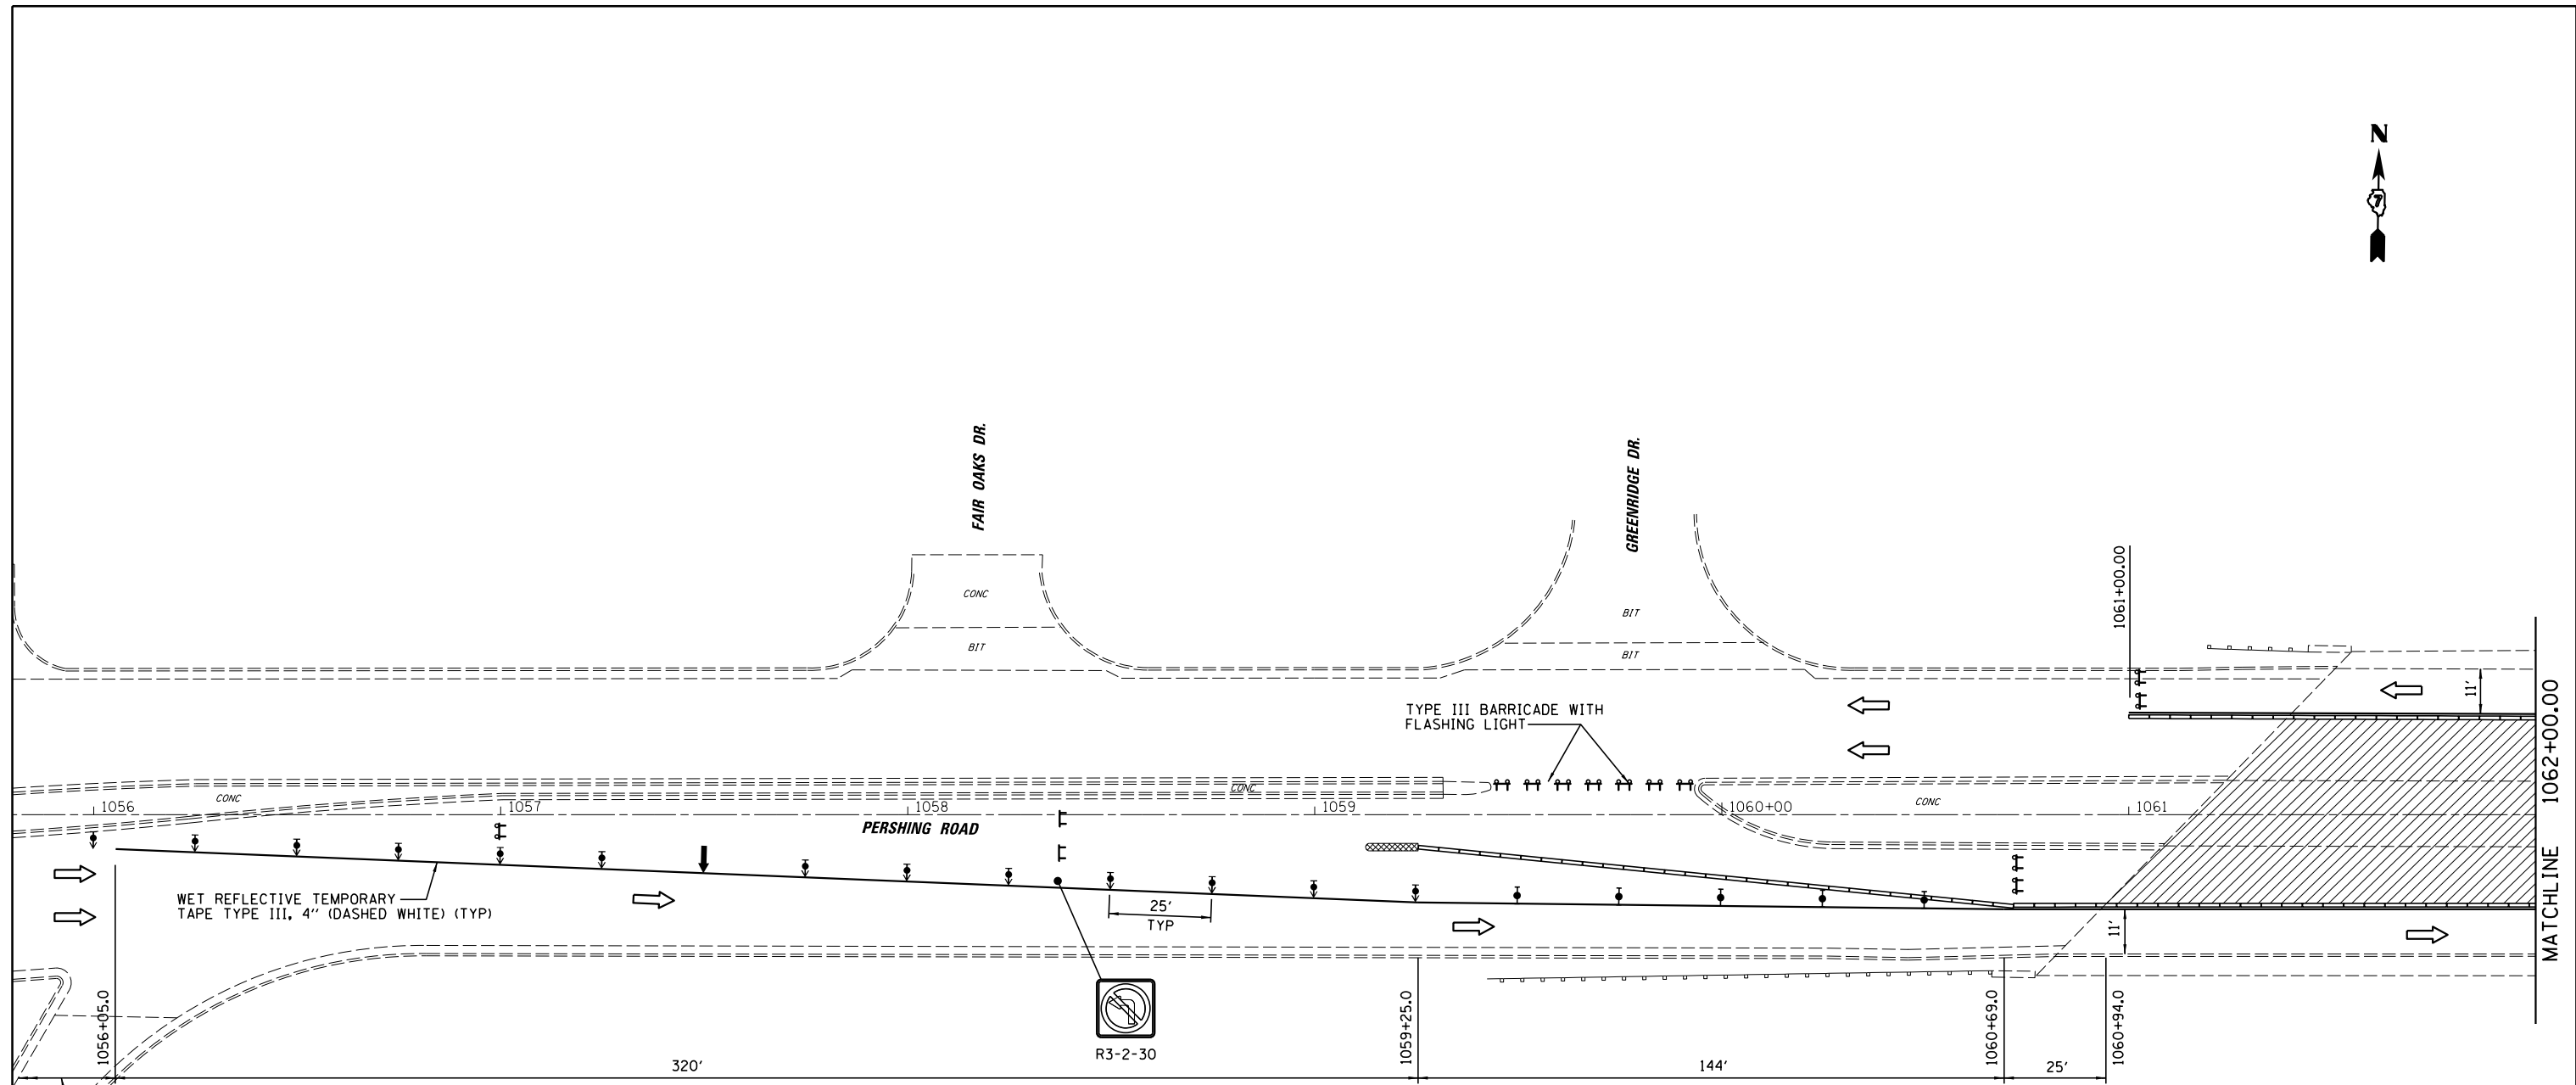 N
7
FAIR OAKS DR.
GREENRIDGE DR.
1061+00.00
CONC
BIT
BIT
BIT
11'
TYPE III BARRICADE WITH
FLASHING LIGHT
MATCHLINE 1062+00.00
CONC
CONC
CONC
1056
1057
1058
1059
1060+00
1061
PERSHING ROAD
WET REFLECTIVE TEMPORARY
TAPE TYPE III, 4" (DASHED WHITE) (TYP)
25'
TYP
11'
R3-2-30
1056+05.0
1059+25.0
1060+69.0
1060+94.0
320'
144'
25'